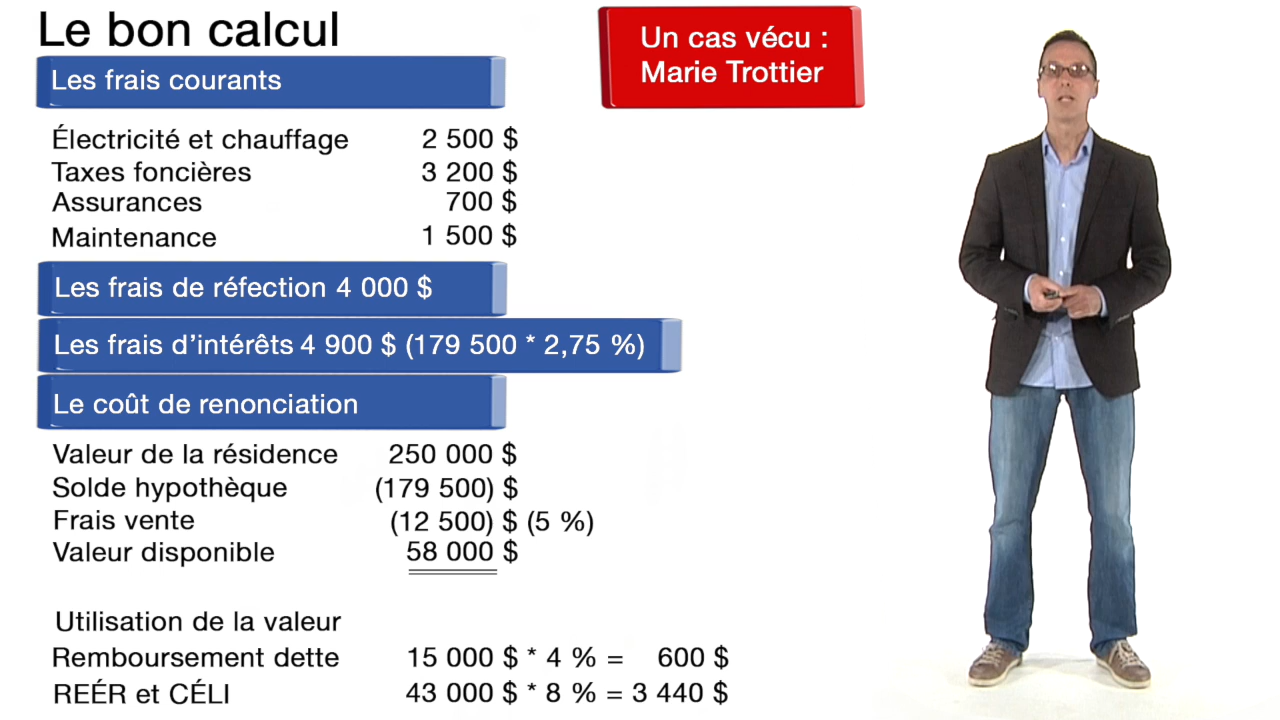 Le bon calcul
Un cas vécu :
Marie Trottier
Les frais courants
Électricité et chauffage 2 500 $
Taxes foncières 3 200 $
Assurances 700 $
Maintenance 1 500 $
Les frais de réfection 4 000 $
Les frais d’intérêts 4 900 $ (179 500 * 2,75 %)
Le coût de renonciation
Valeur de la résidence 250 000 $
Solde hypothèque (179 500) $
Frais vente (12 500) $ (5 %)
Valeur disponible 58 000 $
Utilisation de la valeur
Remboursement dette 15 000 $ * 4 % = 600 $
REÉR et CÉLI 43 000 $ * 8 % = 3 440 $